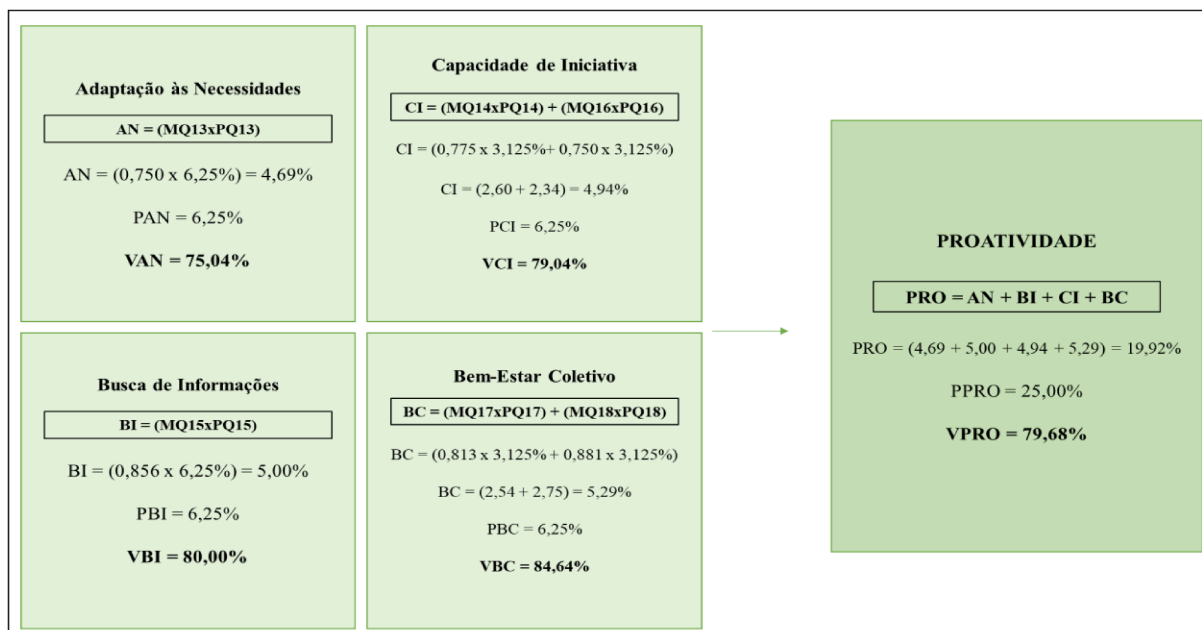 Adaptação às Necessidades
AN = (MQ13xPQ13)
AN = (0,750 x 6,25%) = 4,69%
PAN = 6,25%
VAN = 75,04%
Capacidade de Iniciativa
CI = (MQ14xPQ14) + (MQ16xPQ16)
CI = (0,775 x 3,125%+ 0,750 x 3,125%)
CI = (2,60 + 2,34) = 4,94%
PCI = 6,25%
VCI = 79,04%
Busca de Informações
BI = (MQ15xPQ15)
BI = (0,856 x 6,25%) = 5,00%
PBI = 6,25%
VBI = 80,00%
Bem-Estar Coletivo
BC = (MQ17xPQ17) + (MQ18xPQ18)
BC = (0,813 x 3,125% + 0,881 x 3,125%)
BC = (2,54 + 2,75) = 5,29%
PBC = 6,25%
VBC = 84,64%
PROATIVIDADE
PRO = AN + BI + CI + BC
PRO = (4,69 + 5,00 + 4,94 + 5,29) = 19,92%
PPRO = 25,00%
VPRO = 79,68%